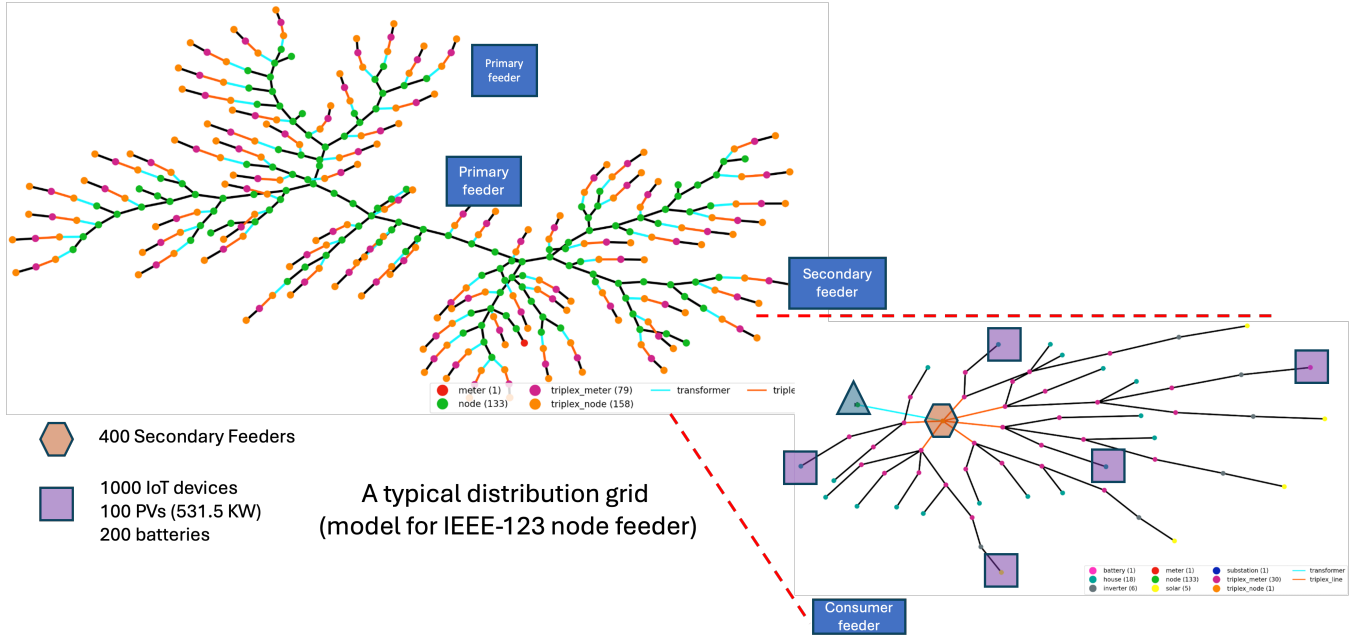 Primary
feeder
Primary
feeder
Secondary
feeder
meter (1)
triplex_meter (79)
transformer
triple
node (133)
triplex_node (158)
400 Secondary Feeders
1000 IoT devices
100 PVs (531.5 KW)
200 batteries
A typical distribution grid
(model for IEEE-123 node feeder)
battery (1)
meter (1)
substation (1)
transformer
house (18)
node (133)
triplex_meter (30)
triplex_line
inverter (6)
solar (5)
triplex_node (1)
Consumer
feeder